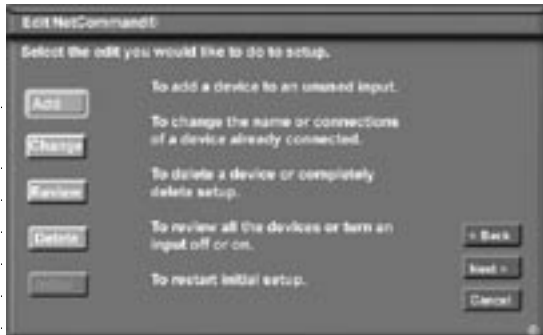 Edit NetCommand®
Select the edit you would like to do to setup.
Add
To add a device to an unused input.
Change
To change the name or connections
of a device already connected.
Review
To delete a device or completely
delete setup.
Delete
To review all the devices or turn an
input off or on.
To restart initial setup.
< Back
Next >
Cancel